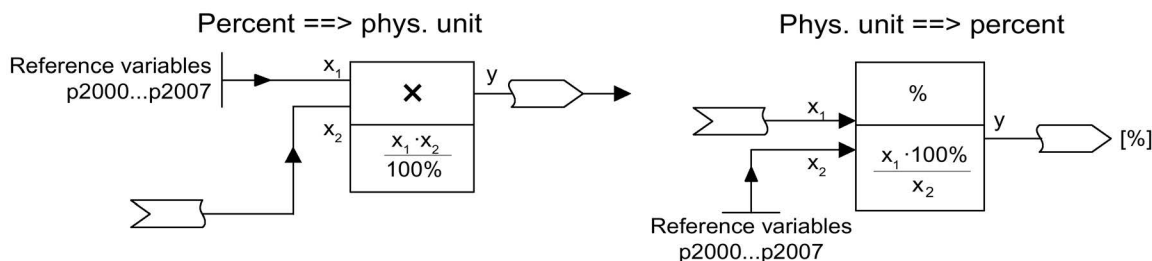 Percent ==> phys. unit
Reference variables
p2000...p2007
x₁
x₂
×
x₁ · x₂
100%
y
Phys. unit ==> percent
x₁
x₂
%
x₁ · 100%
x₂
y
[%]
Reference variables
p2000...p2007